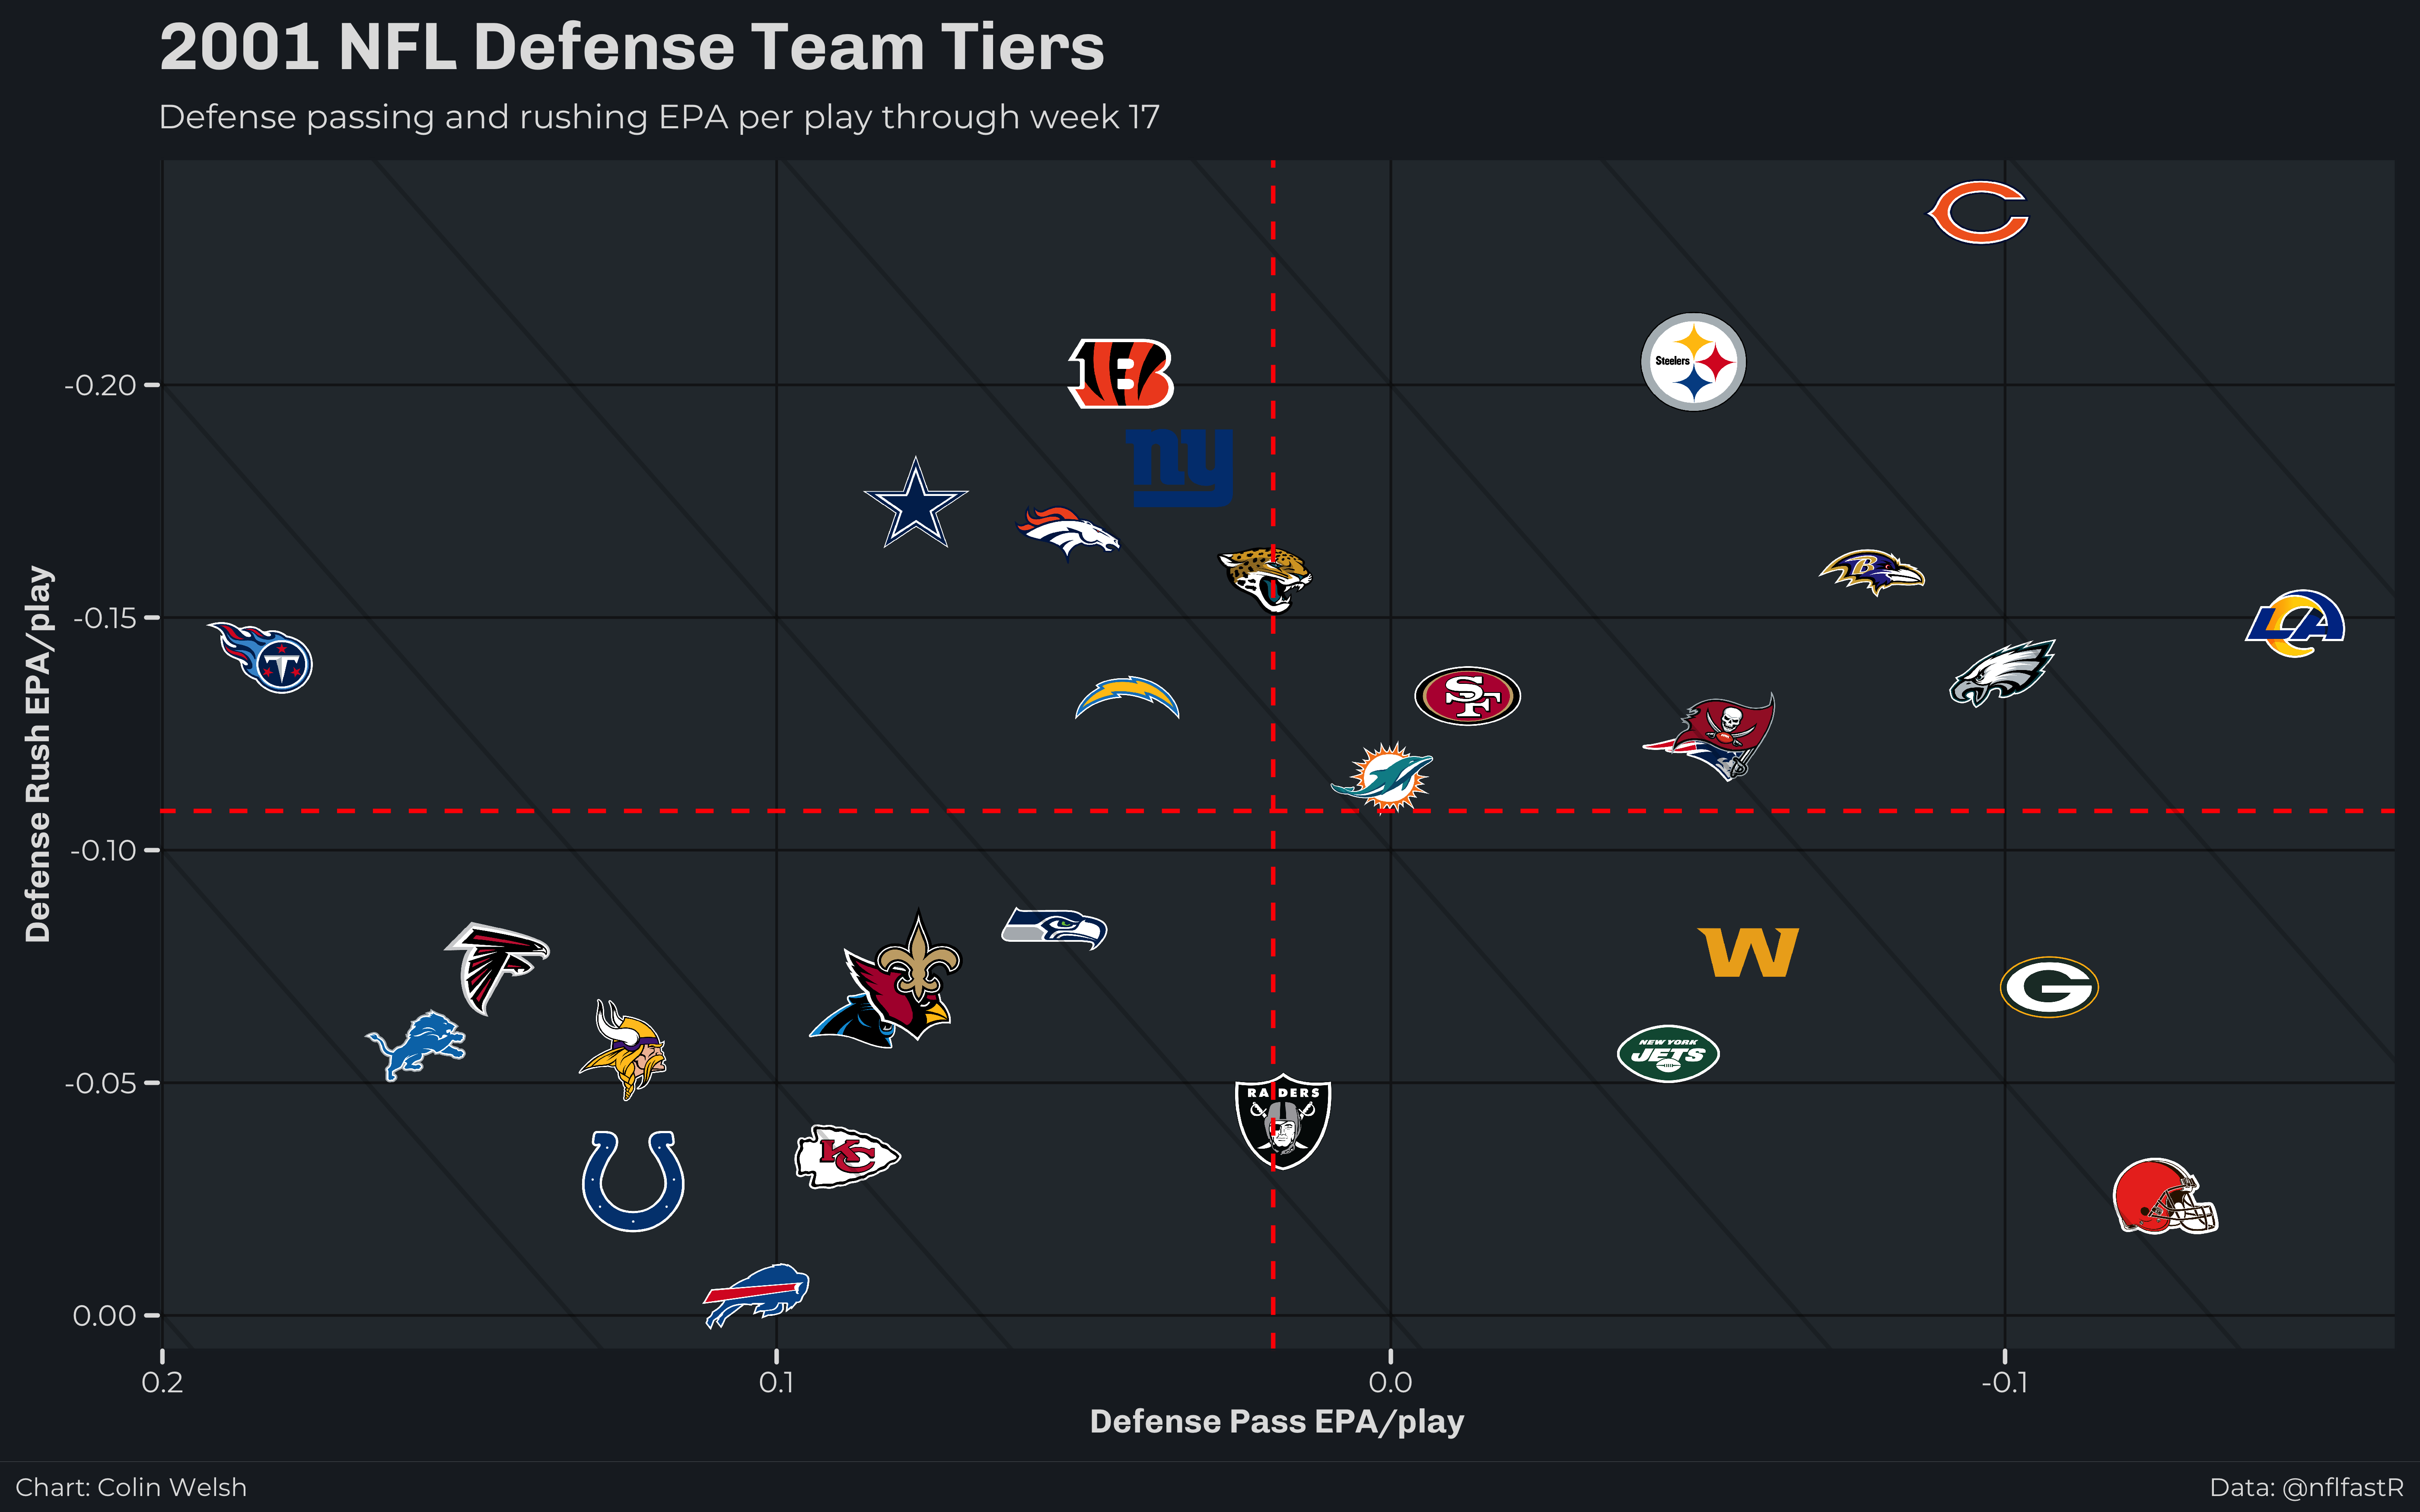 2001 NFL Defense Team Tiers
Defense passing and rushing EPA per play through week 17
Defense Rush EPA/play
-0.20
-0.15
-0.10
-0.05
0.00
Steelers
ny
B
B
T
LA
SF
W
G
NEW YORK
JETS
RAIDERS
KC
0.2
0.1
0.0
-0.1
Defense Pass EPA/play
Chart: Colin Welsh
Data: @nflfastR